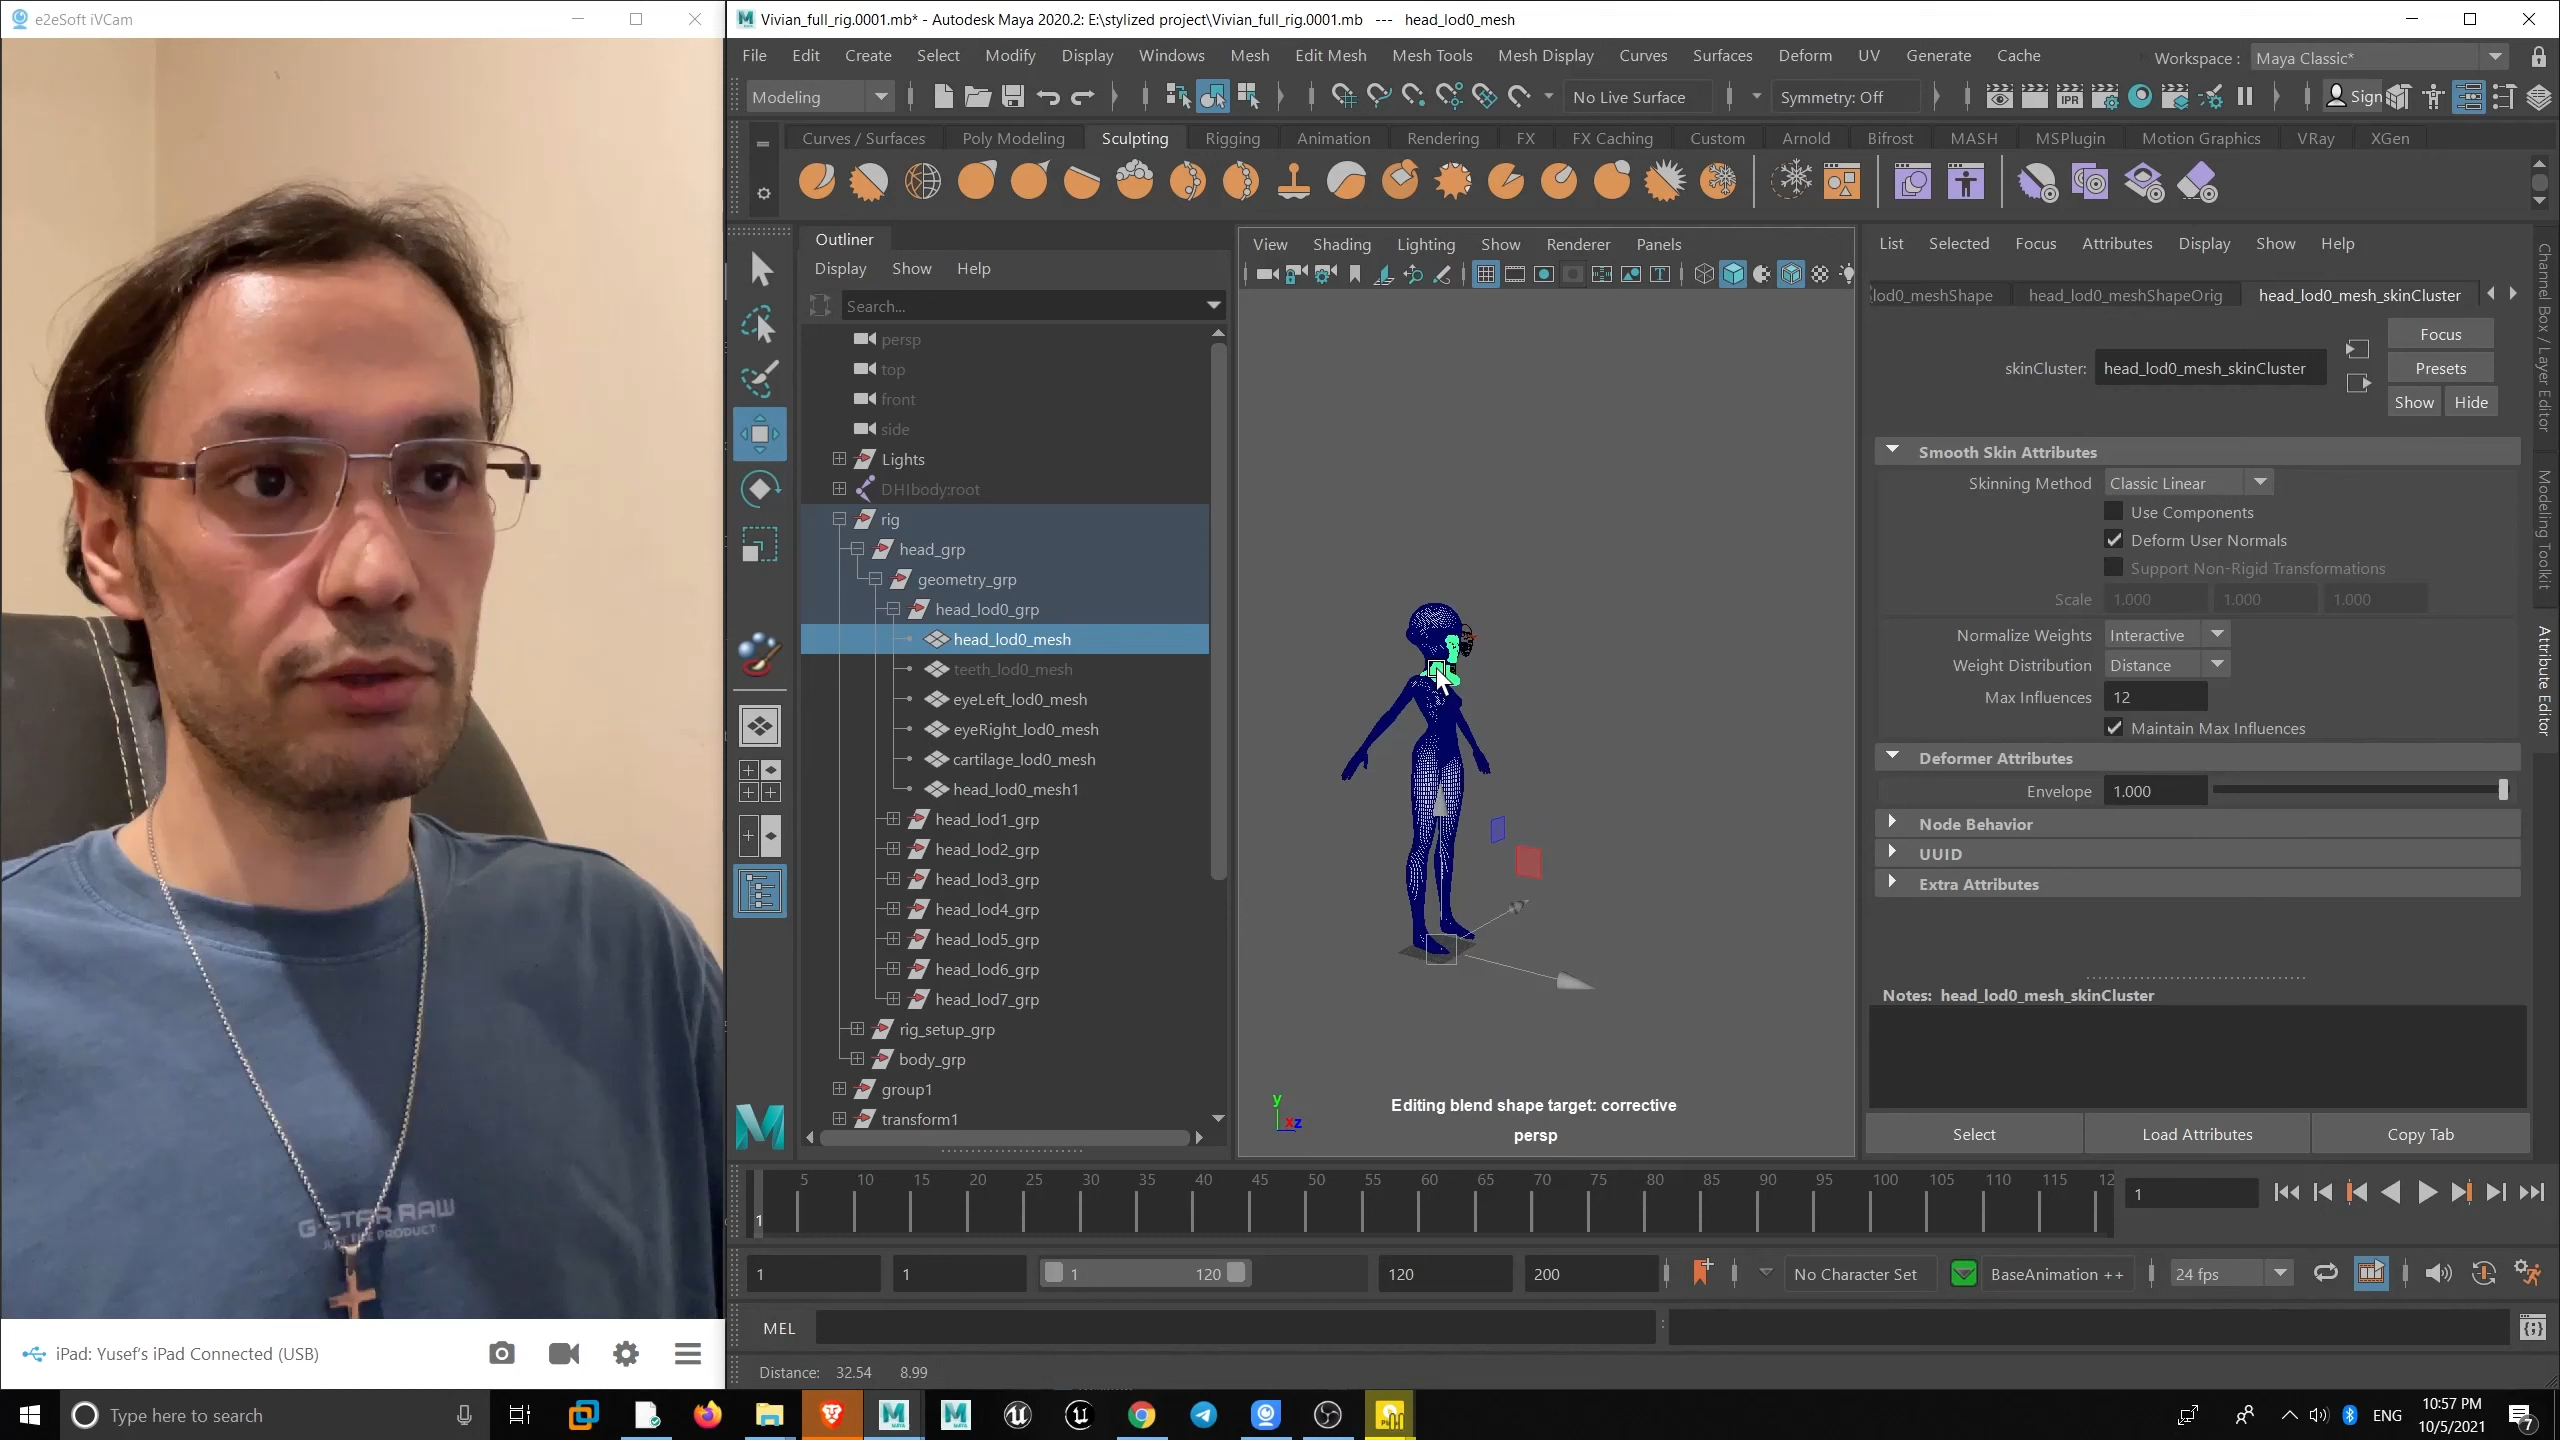 e2eSoft iVCam
Vivian_full_rig.0001.mb* - Autodesk Maya 2020.2: E:\stylized project\Vivian_full_rig.0001.mb --- head_lod0_mesh
File Edit Create Select Modify Display Windows Mesh Edit Mesh Mesh Tools Mesh Display Curves Surfaces Deform UV Generate Cache
Workspace : Maya Classic*
Modeling No Live Surface Symmetry: Off IPR Sign
Curves / Surfaces Poly Modeling Sculpting Rigging Animation Rendering FX FX Caching Custom Arnold Bifrost MASH MSPlugin Motion Graphics VRay XGen
Outliner
Display Show Help
Search...
persp
top
front
side
Lights
DHIbody:root
rig
head_grp
geometry_grp
head_lod0_grp
head_lod0_mesh
teeth_lod0_mesh
eyeLeft_lod0_mesh
eyeRight_lod0_mesh
cartilage_lod0_mesh
head_lod0_mesh1
head_lod1_grp
head_lod2_grp
head_lod3_grp
head_lod4_grp
head_lod5_grp
head_lod6_grp
head_lod7_grp
rig_setup_grp
body_grp
group1
transform1
View Shading Lighting Show Renderer Panels
y
xz
Editing blend shape target: corrective
persp
List Selected Focus Attributes Display Show Help
lod0_meshShape head_lod0_meshShapeOrig head_lod0_mesh_skinCluster
Focus
skinCluster: head_lod0_mesh_skinCluster
Presets
Show Hide
Smooth Skin Attributes
Skinning Method Classic Linear
Use Components
Deform User Normals
Support Non-Rigid Transformations
Scale 1.000 1.000 1.000
Normalize Weights Interactive
Weight Distribution Distance
Max Influences 12
Maintain Max Influences
Deformer Attributes
Envelope 1.000
Node Behavior
UUID
Extra Attributes
Notes: head_lod0_mesh_skinCluster
Select Load Attributes Copy Tab
Channel Box / Layer Editor
Modeling Toolkit
Attribute Editor
5 10 15 20 25 30 35 40 45 50 55 60 65 70 75 80 85 90 95 100 105 110 115 12
1
1
1 1 1 120 120 200 No Character Set BaseAnimation ++ 24 fps
MEL
Distance: 32.54 8.99
G-STAR RAW
iPad: Yusef's iPad Connected (USB)
Type here to search
ENG
10:57 PM
10/5/2021
7